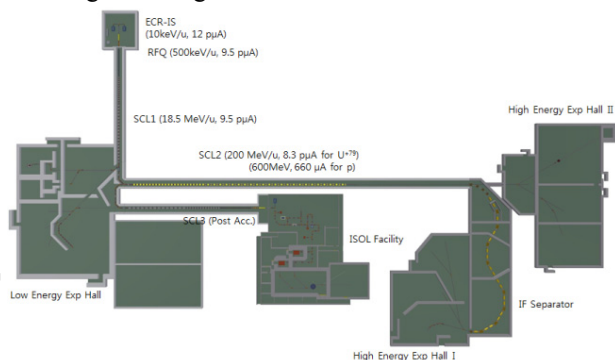 ECR-IS
(10keV/u, 12 pμA)
RFQ (500keV/u, 9.5 pμA)
SCL1 (18.5 MeV/u, 9.5 pμA)
High Energy Exp Hall II
SCL2 (200 MeV/u, 8.3 pμA for U⁺⁷⁹)
(600MeV, 660 μA for p)
SCL3 (Post Acc.)
ISOL Facility
Low Energy Exp Hall
IF Separator
High Energy Exp Hall I